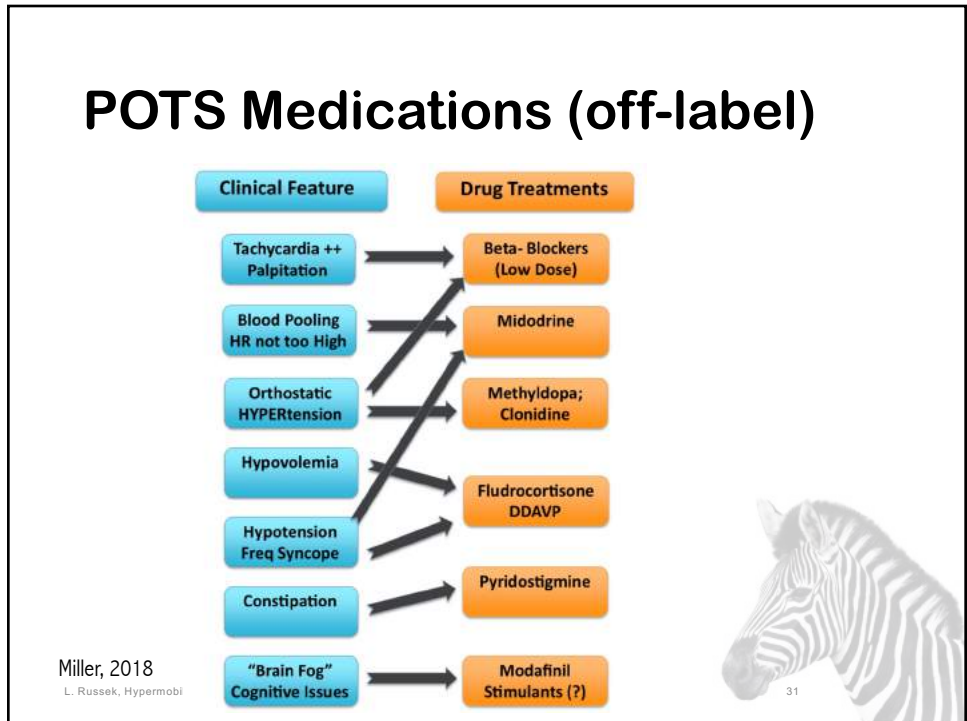 POTS Medications (off-label)
Clinical Feature
Drug Treatments
Tachycardia ++
Palpitation
Beta- Blockers
(Low Dose)
Blood Pooling
HR not too High
Midodrine
Orthostatic
HYPERtension
Methyldopa;
Clonidine
Hypovolemia
Fludrocortisone
DDAVP
Hypotension
Freq Syncope
Constipation
Pyridostigmine
"Brain Fog"
Cognitive Issues
Modafinil
Stimulants (?)
Miller, 2018
L. Russek, Hypermobi
31